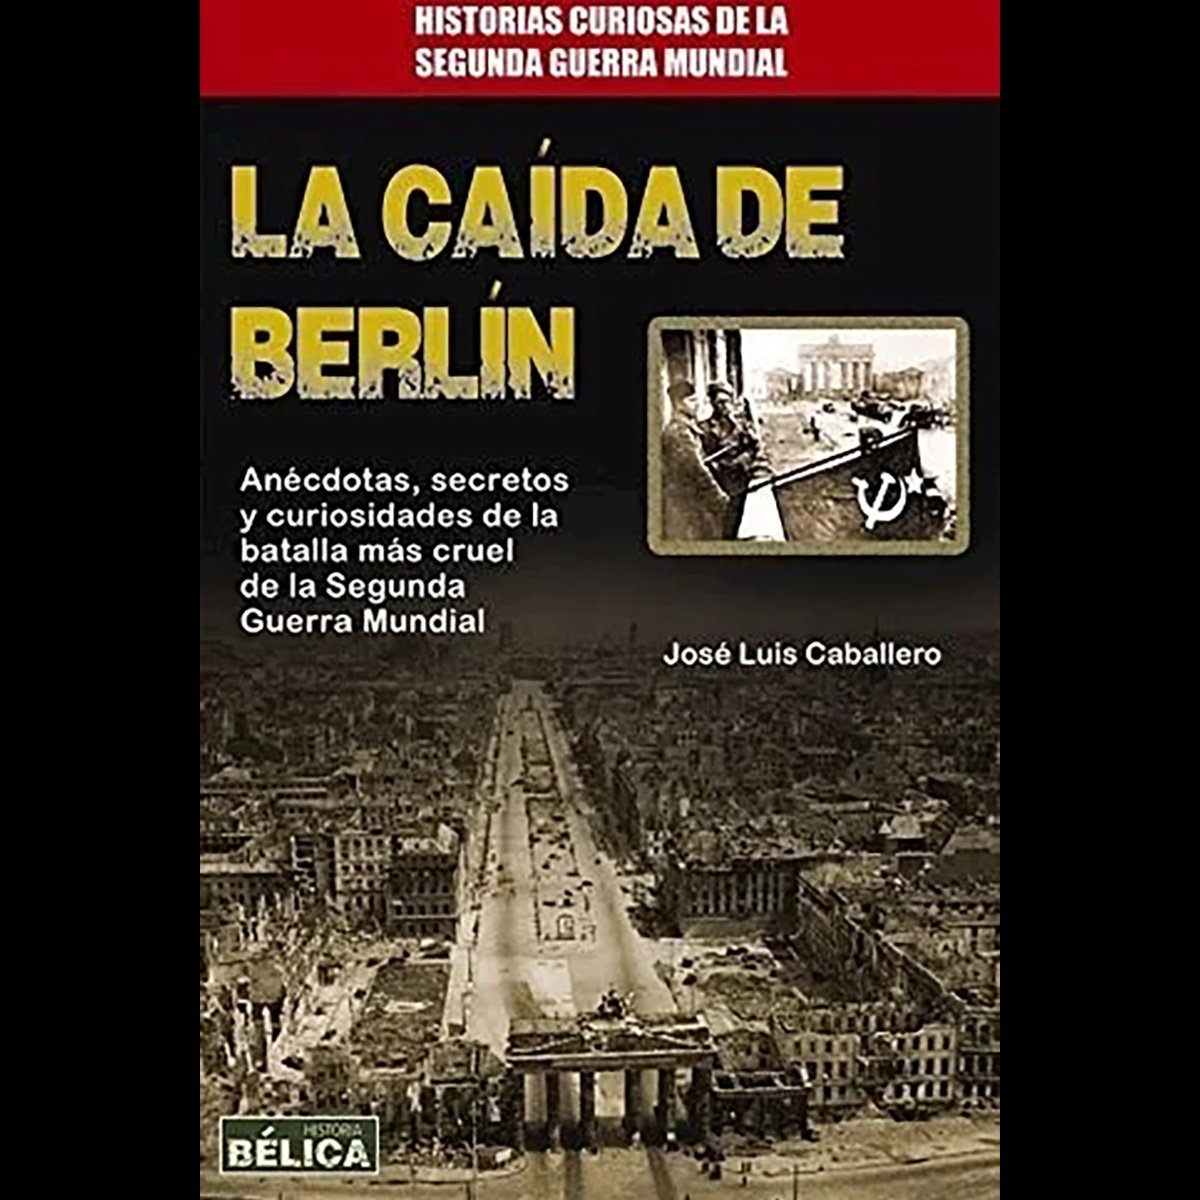 HISTORIAS CURIOSAS DE LA
SEGUNDA GUERRA MUNDIAL
LA CAÍDA DE
BERLÍN
Anécdotas, secretos
y curiosidades de la
batalla más cruel
de la Segunda
Guerra Mundial
José Luis Caballero
HISTORIA
BÉLICA